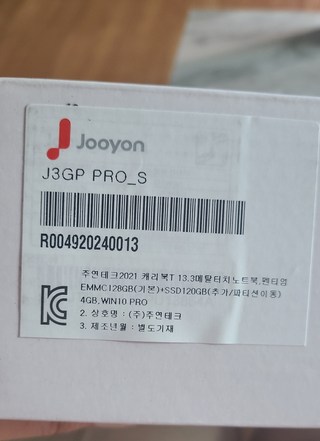 Jooyon
J3GP PRO_S
R004920240013
주연테크2021 캐리북T 13.3메탈터치노트북,펜타엄
EMMC128GB(기본)+SSD120GB(추가/파티션이동)
4GB,WIN10 PRO
2. 상호명 : (주)주연테크
3. 제조년월 : 별도기재